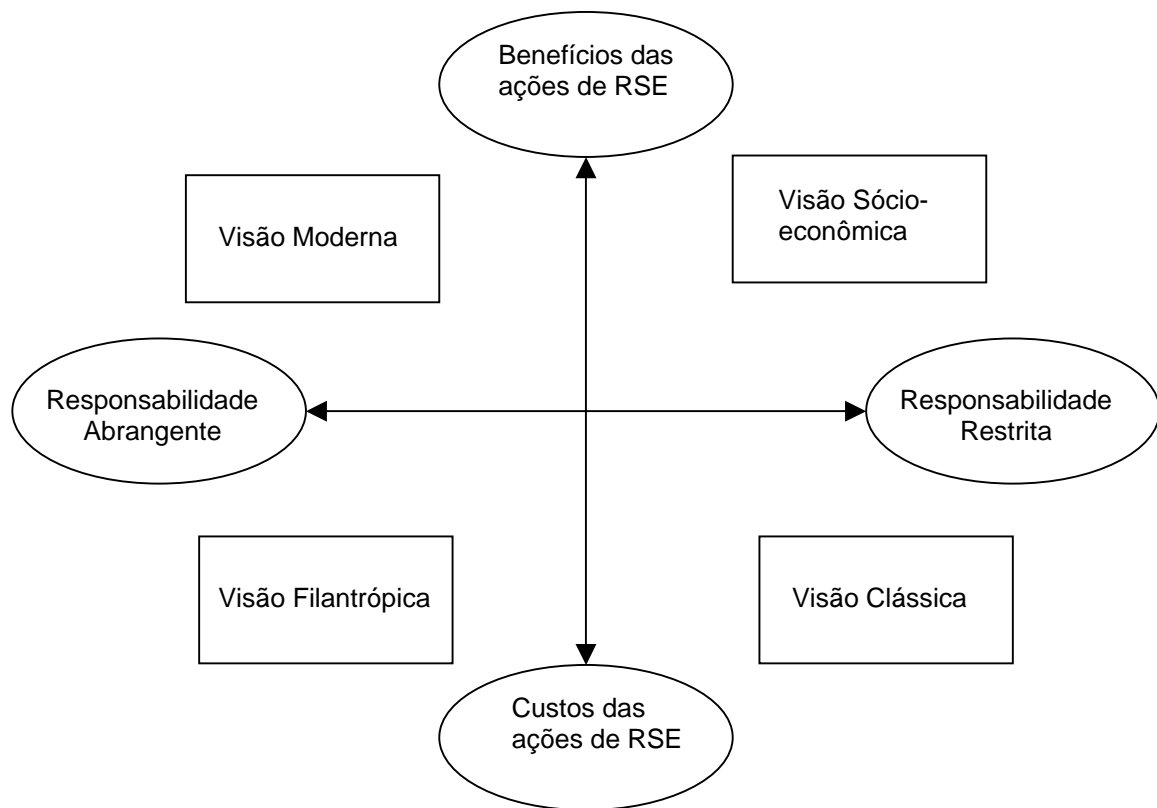 Benefícios das
ações de RSE
Visão Moderna
Visão Sócio-
econômica
Responsabilidade
Abrangente
Responsabilidade
Restrita
Visão Filantrópica
Visão Clássica
Custos das
ações de RSE